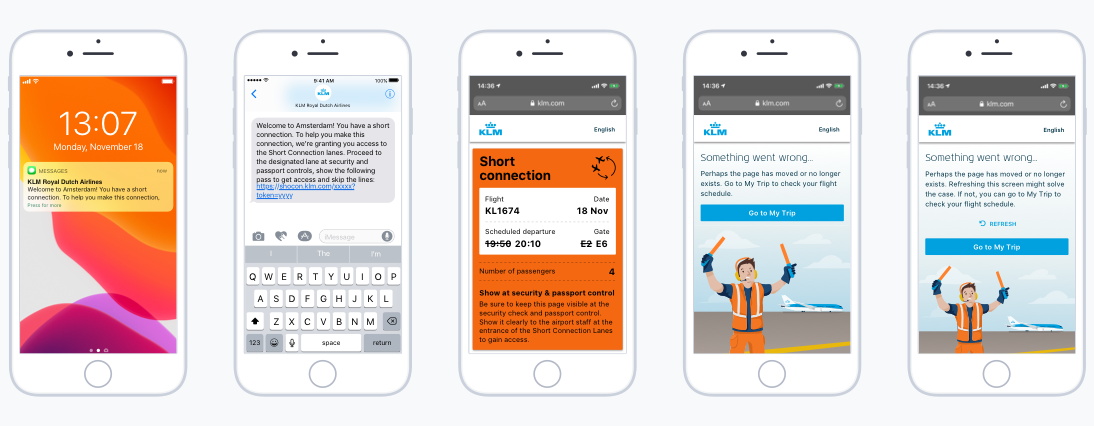 13:07
Monday, November 18
MESSAGES
now
KLM Royal Dutch Airlines
Welcome to Amsterdam! You have a short
connection. To help you make this connection,
Press for more
9:41 AM
100%
KLM
KLM Royal Dutch Airlines
Welcome to Amsterdam! You have a short
connection. To help you make this
connection, we're granting you access to
the Short Connection lanes. Proceed to
the designated lane at security and
passport controls, show the following
pass to get access and skip the lines:
https://shocon.klm.com/xxxxx?
token=yyyy
iMessage
I
The
I'm
Q W E R T Y U I O P
A S D F G H J K L
Z X C V B N M
123
space
return
14:36
AA
klm.com
KLM
English
Short
connection
Flight
Date
KL1674
18 Nov
Scheduled departure
Gate
19:50 20:10
E2 E6
Number of passengers
4
Show at security & passport control
Be sure to keep this page visible at the
security check and passport control.
Show it clearly to the airport staff at the
entrance of the Short Connection Lanes
to gain access.
14:36
AA
klm.com
KLM
English
Something went wrong...
Perhaps the page has moved or no longer
exists. Go to My Trip to check your flight
schedule.
Go to My Trip
14:36
AA
klm.com
KLM
English
Something went wrong...
Perhaps the page has moved or no longer
exists. Refreshing this screen might solve
the case. If not, you can go to My Trip to
check your flight schedule.
REFRESH
Go to My Trip